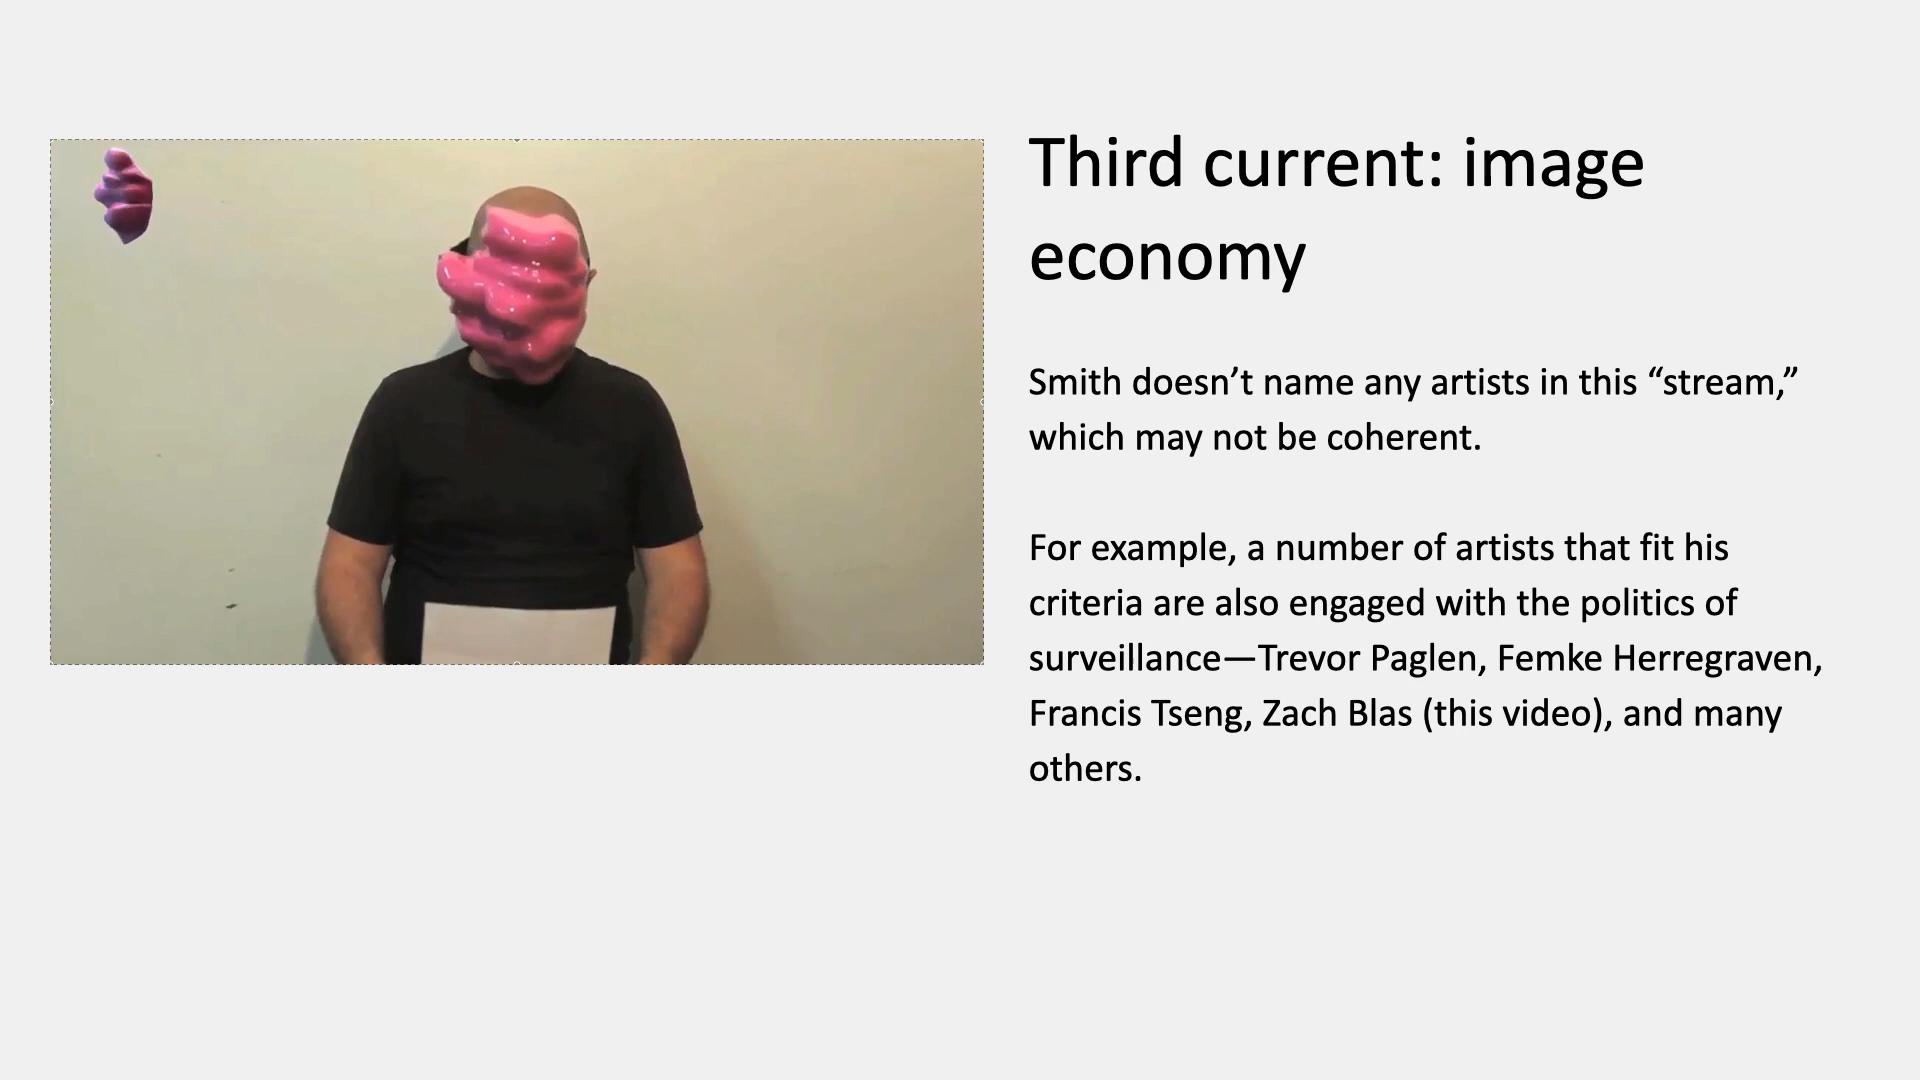 Third current: image
economy
Smith doesn’t name any artists in this “stream,”
which may not be coherent.
For example, a number of artists that fit his
criteria are also engaged with the politics of
surveillance—Trevor Paglen, Femke Herregraven,
Francis Tseng, Zach Blas (this video), and many
others.